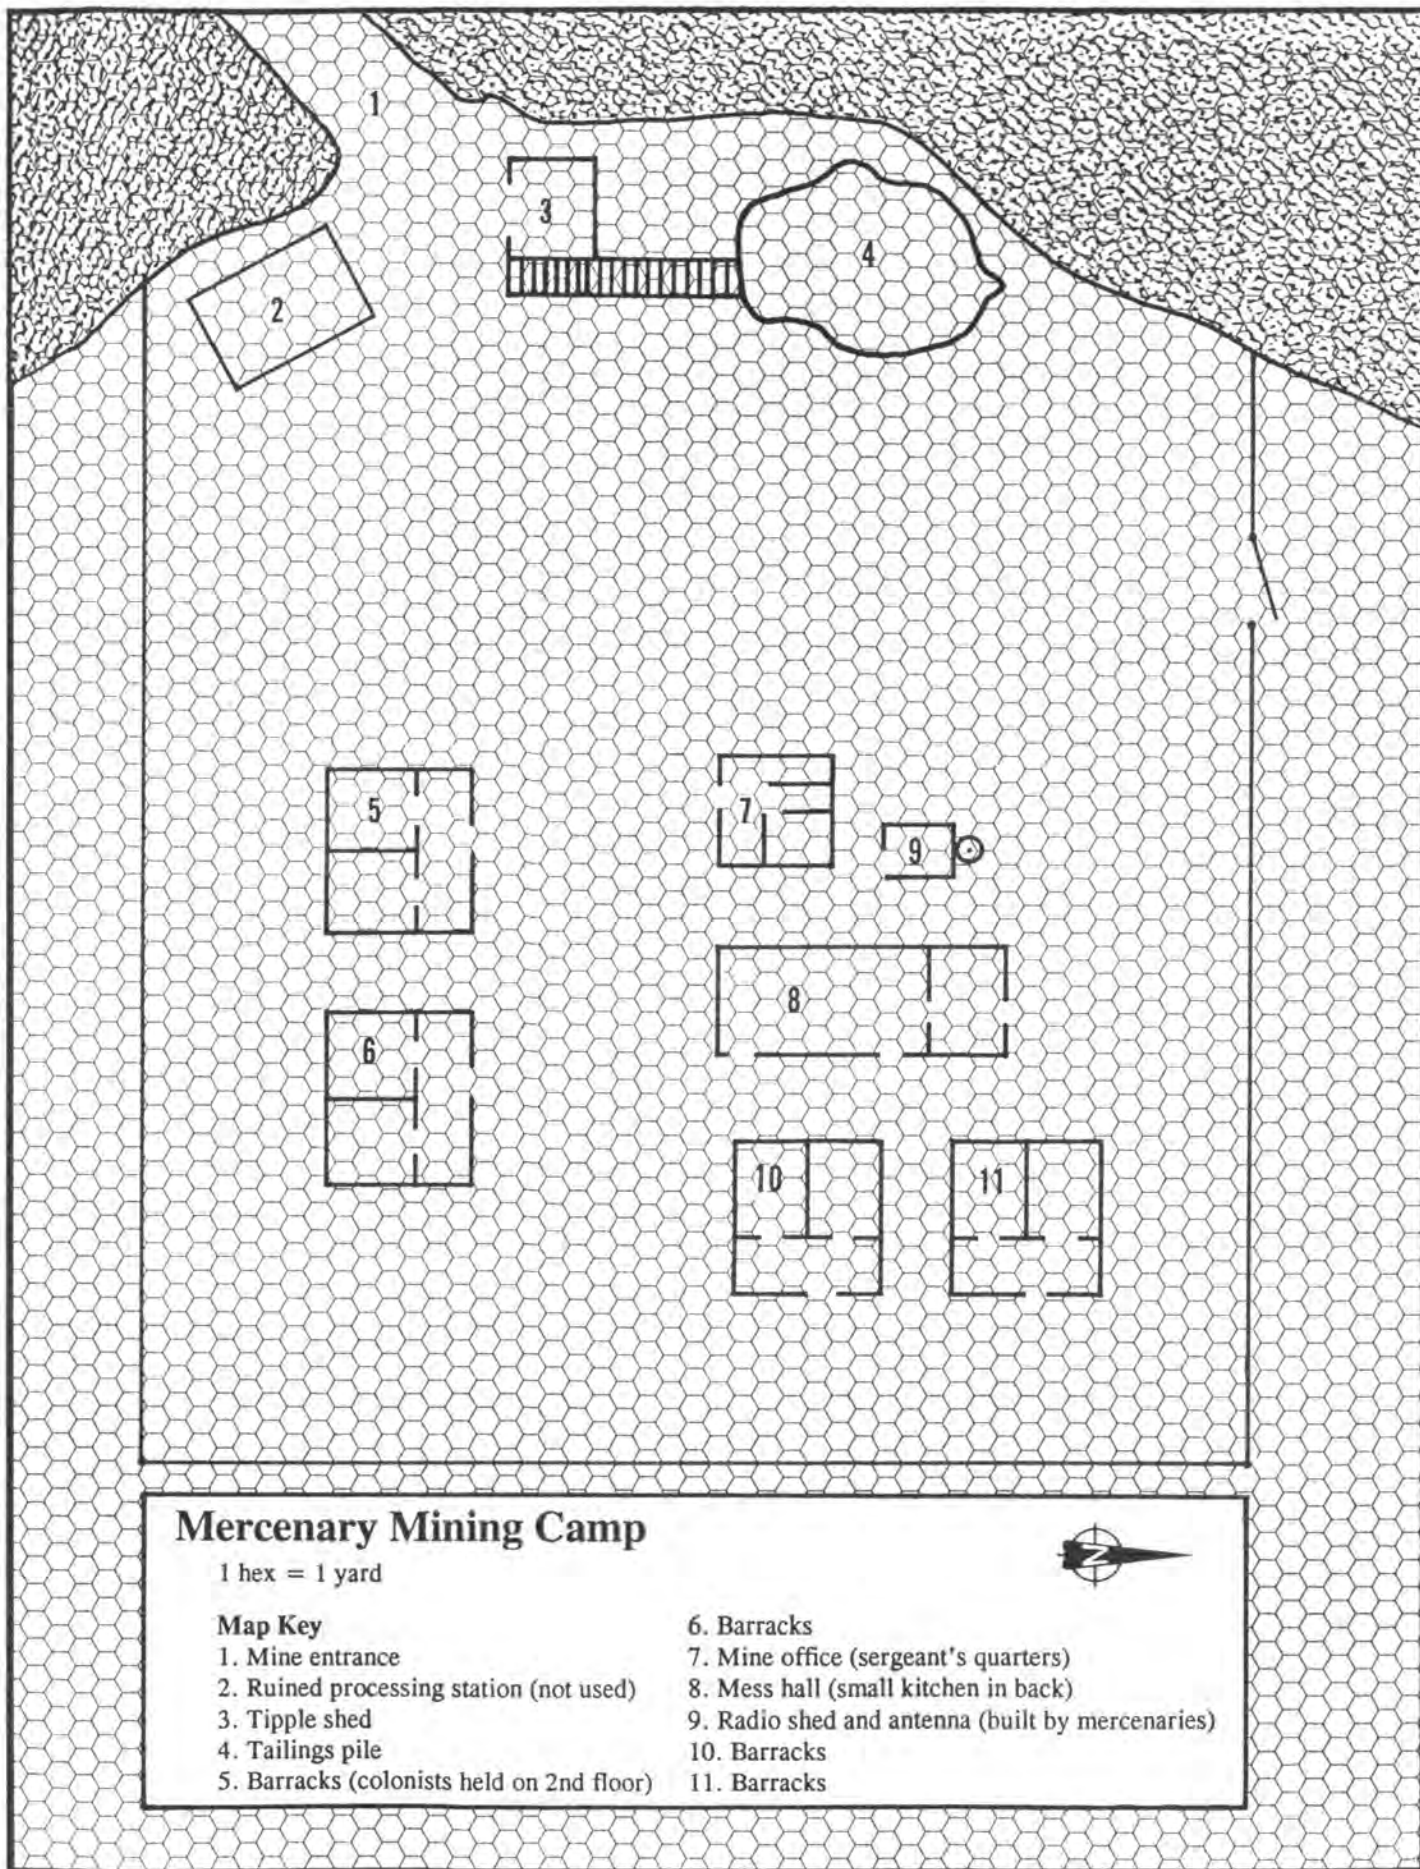 1
3
4
2
5
7
9
8
6
10
11
Mercenary Mining Camp
N
1 hex = 1 yard
Map Key
1. Mine entrance
2. Ruined processing station (not used)
3. Tipple shed
4. Tailings pile
5. Barracks (colonists held on 2nd floor)
6. Barracks
7. Mine office (sergeant's quarters)
8. Mess hall (small kitchen in back)
9. Radio shed and antenna (built by mercenaries)
10. Barracks
11. Barracks